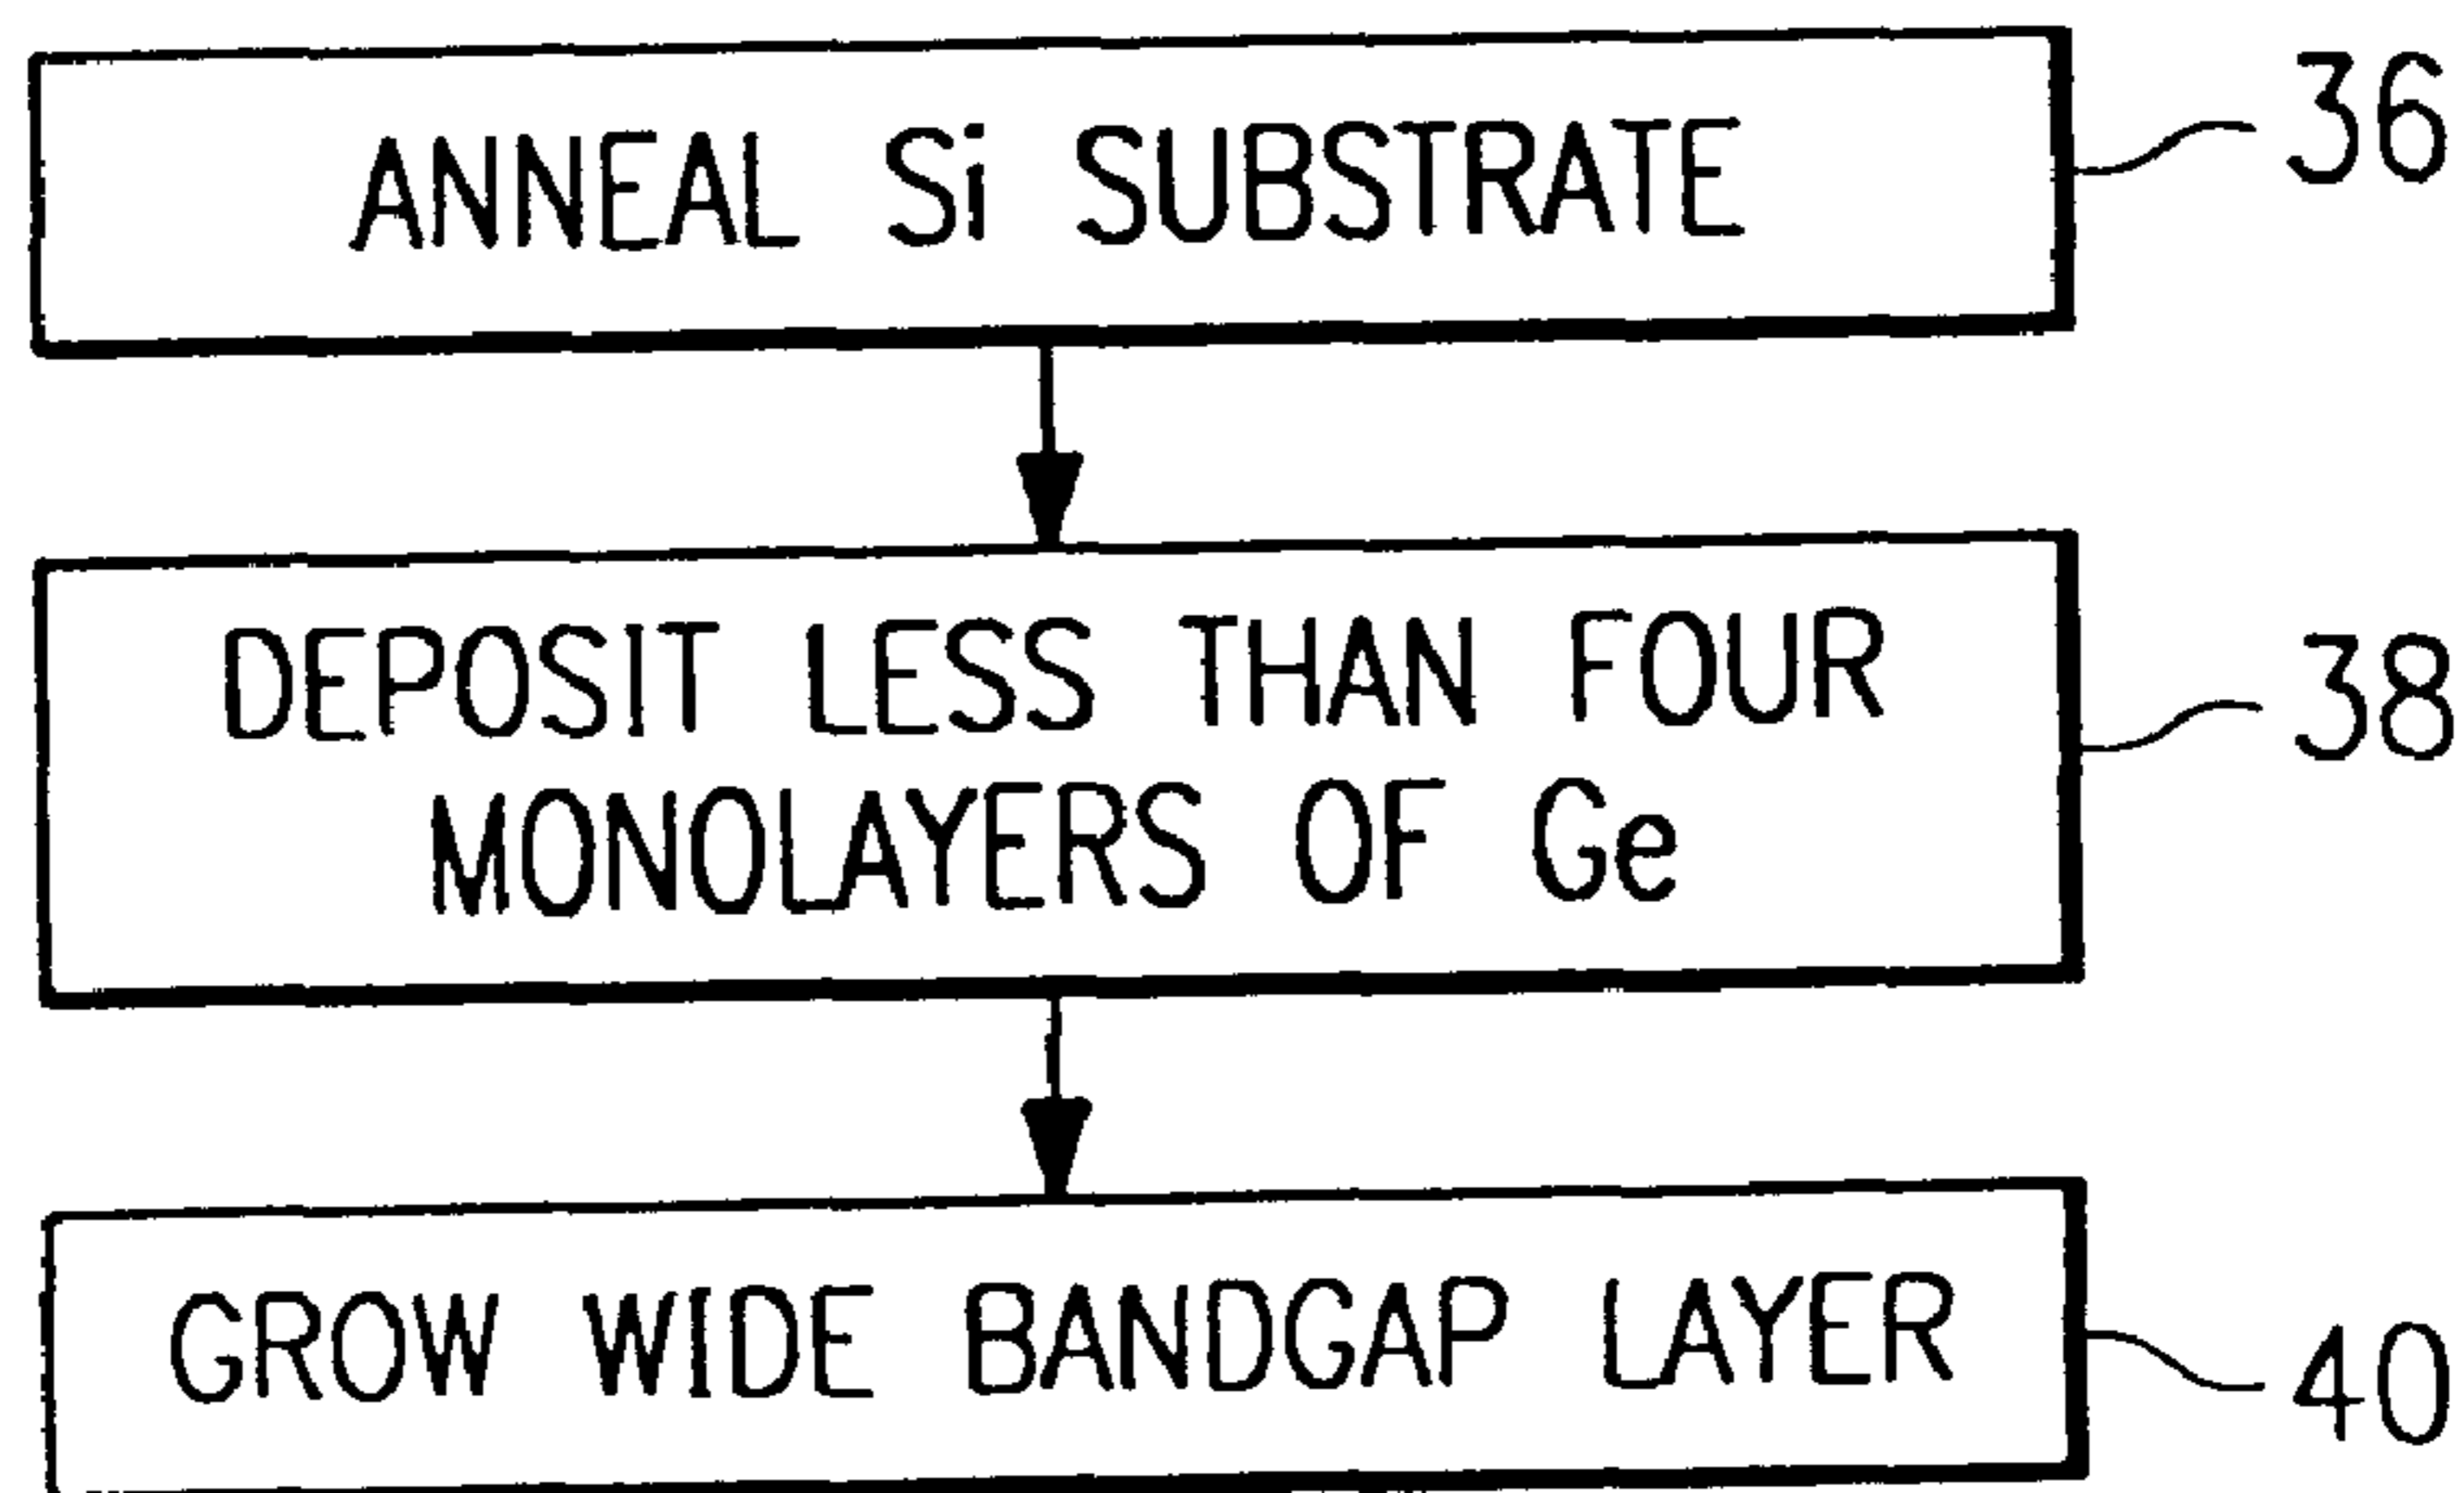 ANNEAL Si SUBSTRATE
36
DEPOSIT LESS THAN FOUR
MONOLAYERS OF Ge
38
GROW WIDE BANDGAP LAYER
40